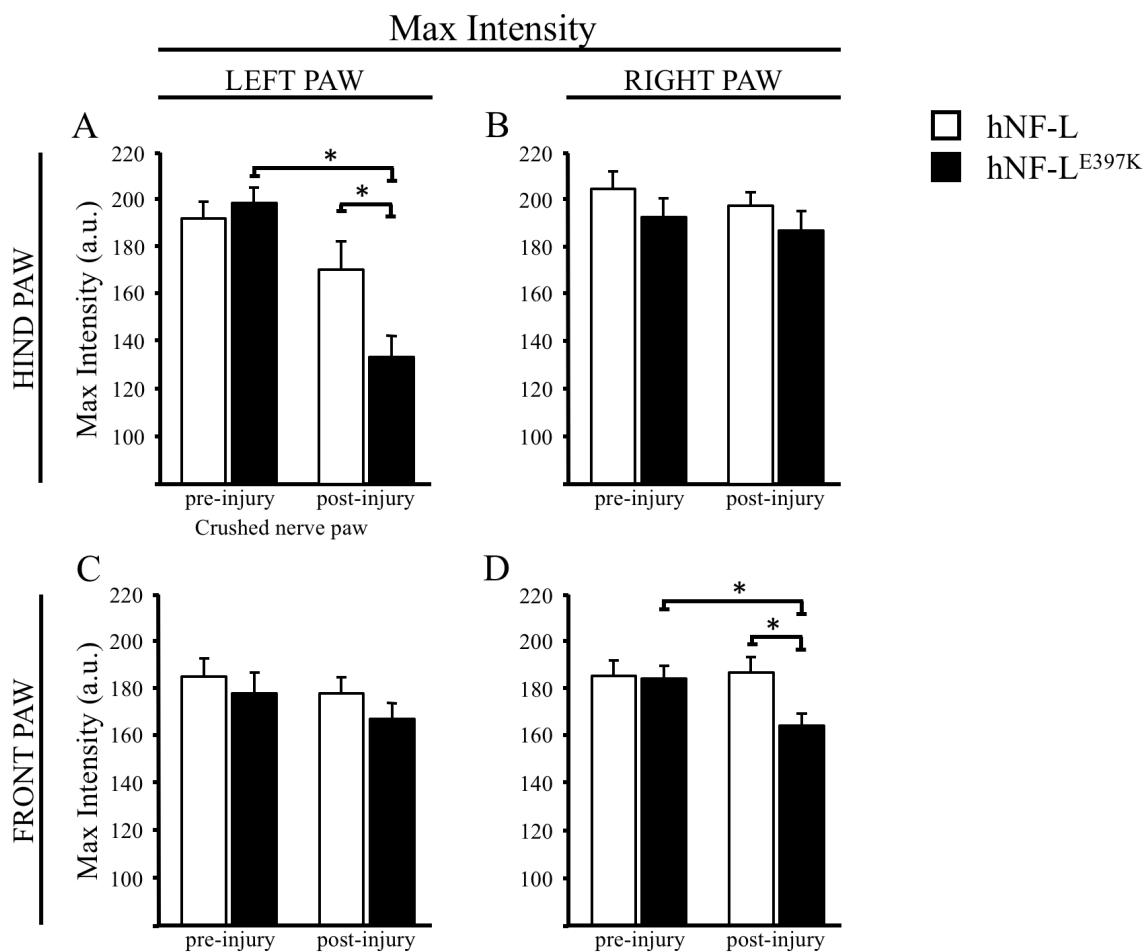 Max Intensity
LEFT PAW
RIGHT PAW
hNF-L
hNF-L^E397K
HIND PAW
A
Max Intensity (a.u.)
220
200
180
160
140
120
100
*
*
pre-injury post-injury
Crushed nerve paw
B
220
200
180
160
140
120
100
pre-injury post-injury
FRONT PAW
C
Max Intensity (a.u.)
220
200
180
160
140
120
100
pre-injury post-injury
D
220
200
180
160
140
120
100
*
*
pre-injury post-injury